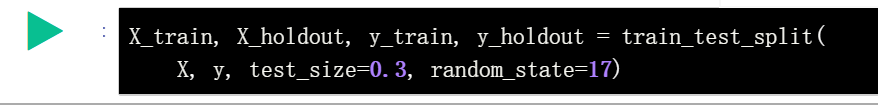 :
X_train, X_holdout, y_train, y_holdout = train_test_split(
    X, y, test_size=0.3, random_state=17)